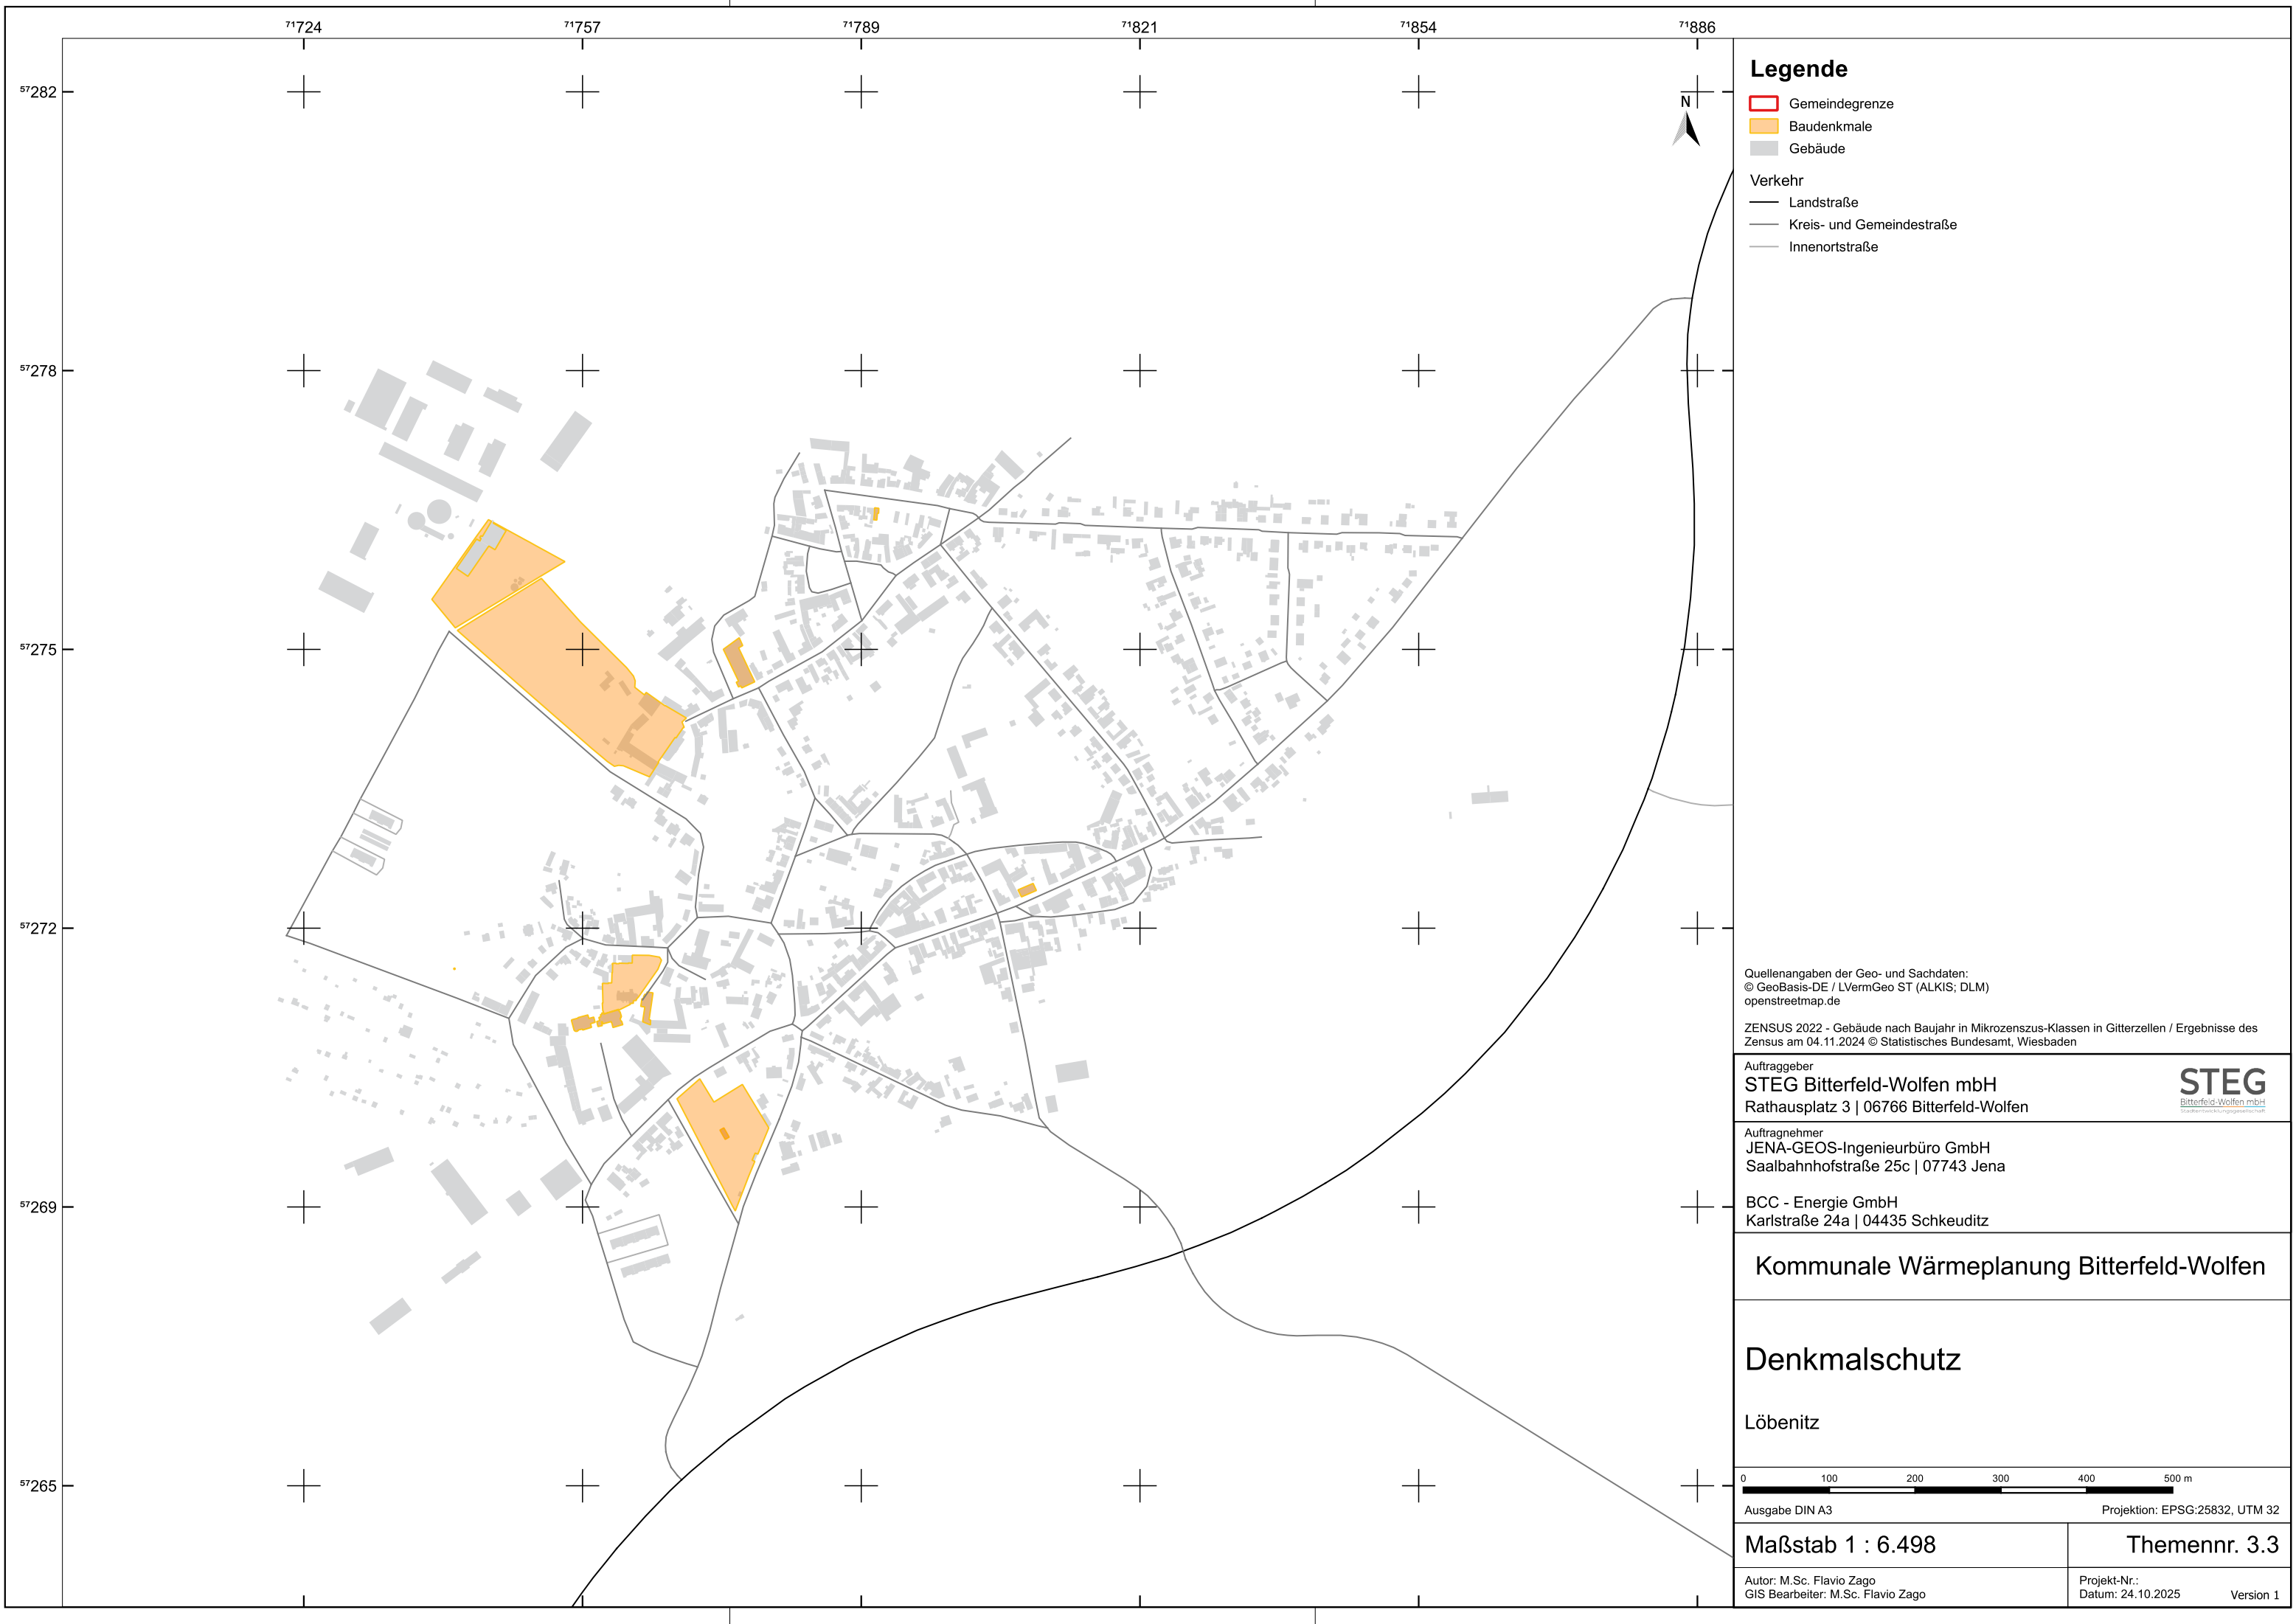 71724
71757
71789
71821
71854
71886
57282
57278
57275
57272
57269
57265
N
Legende
Gemeindegrenze
Baudenkmale
Gebäude
Verkehr
Landstraße
Kreis- und Gemeindestraße
Innenortstraße
Quellenangaben der Geo- und Sachdaten:
© GeoBasis-DE / LVermGeo ST (ALKIS; DLM)
openstreetmap.de
ZENSUS 2022 - Gebäude nach Baujahr in Mikrozenszus-Klassen in Gitterzellen / Ergebnisse des
Zensus am 04.11.2024 © Statistisches Bundesamt, Wiesbaden
Auftraggeber
STEG Bitterfeld-Wolfen mbH
Rathausplatz 3 | 06766 Bitterfeld-Wolfen
STEG
Bitterfeld-Wolfen mbH
Stadtentwicklungsgesellschaft
Auftragnehmer
JENA-GEOS-Ingenieurbüro GmbH
Saalbahnhofstraße 25c | 07743 Jena
BCC - Energie GmbH
Karlstraße 24a | 04435 Schkeuditz
Kommunale Wärmeplanung Bitterfeld-Wolfen
Denkmalschutz
Löbenitz
0 100 200 300 400 500 m
Ausgabe DIN A3 Projektion: EPSG:25832, UTM 32
Maßstab 1 : 6.498 Themennr. 3.3
Autor: M.Sc. Flavio Zago Projekt-Nr.:
GIS Bearbeiter: M.Sc. Flavio Zago Datum: 24.10.2025 Version 1